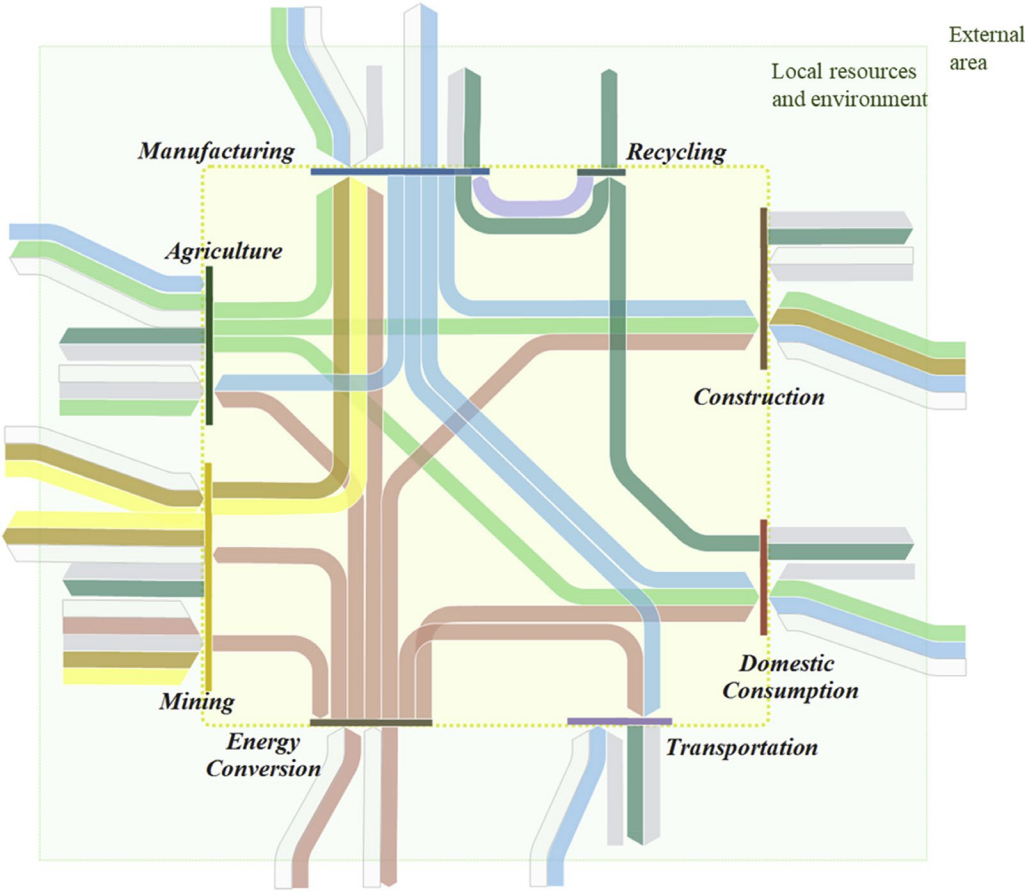 External
area
Local resources
and environment
Manufacturing
Recycling
Agriculture
Construction
Mining
Domestic
Consumption
Energy
Conversion
Transportation